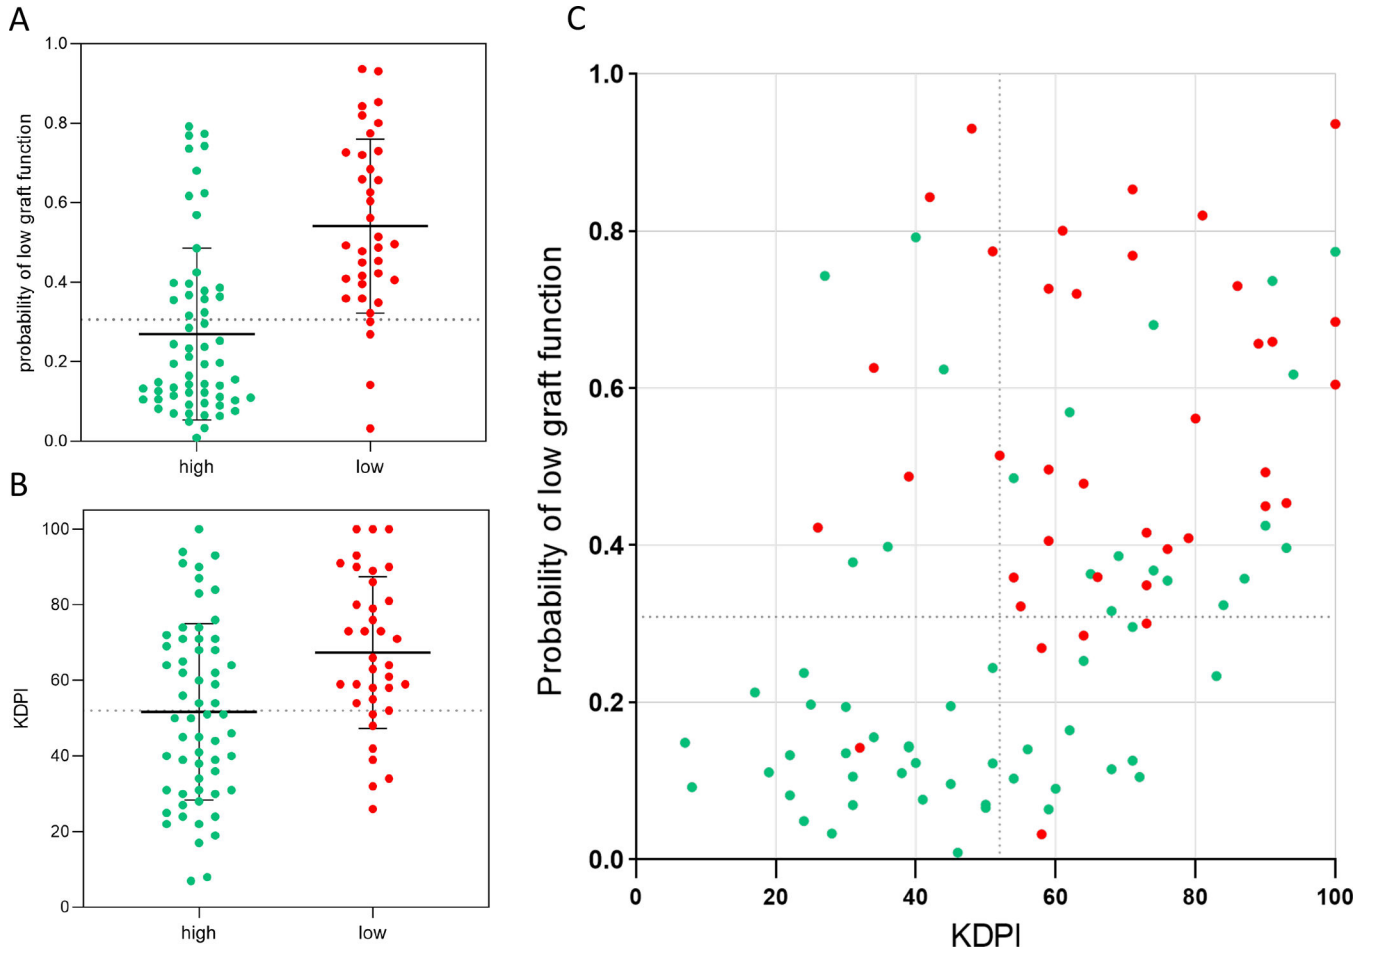 A
probability of low graft function
1.0
0.8
0.6
0.4
0.2
0.0
high low
B
KDPI
100
80
60
40
20
0
high low
C
Probability of low graft function
1.0
0.8
0.6
0.4
0.2
0.0
0 20 40 60 80 100
KDPI